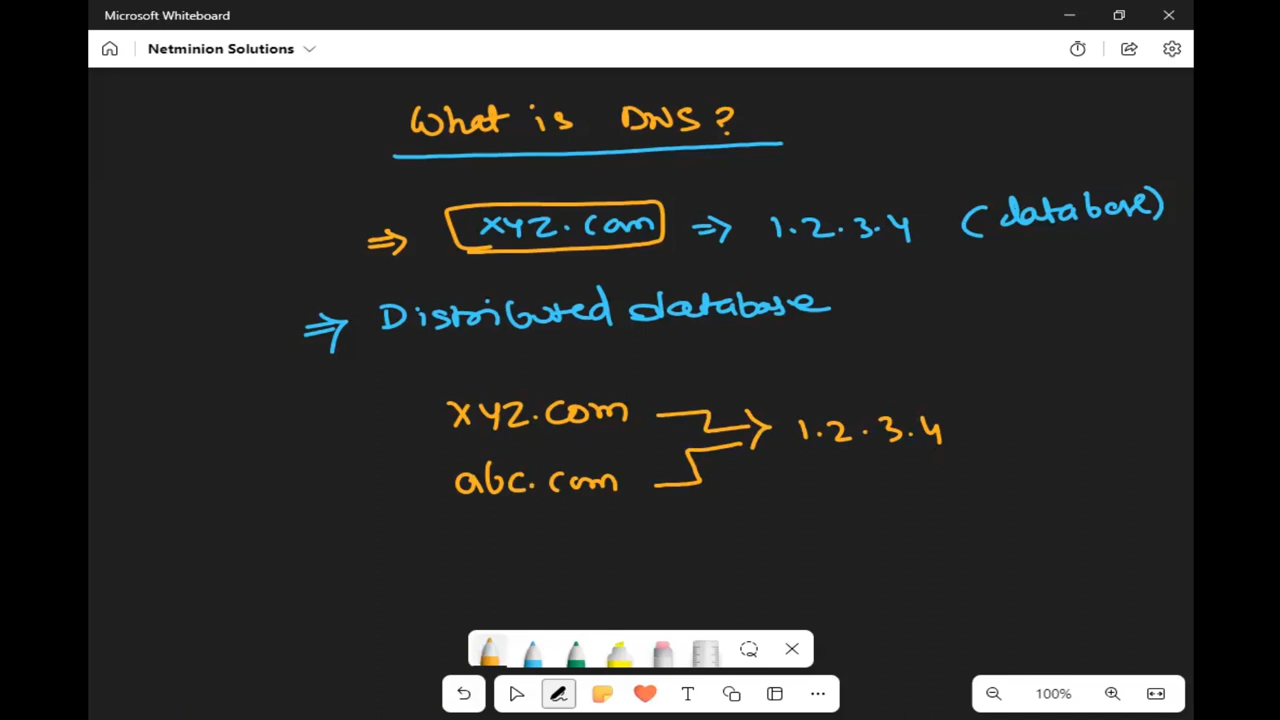 Microsoft Whiteboard
Netminion Solutions
What is DNS?
⇒ xyz.com ⇒ 1.2.3.4 (database)
⇒ Distributed database
xyz.com
1.2.3.4
abc.com
100%